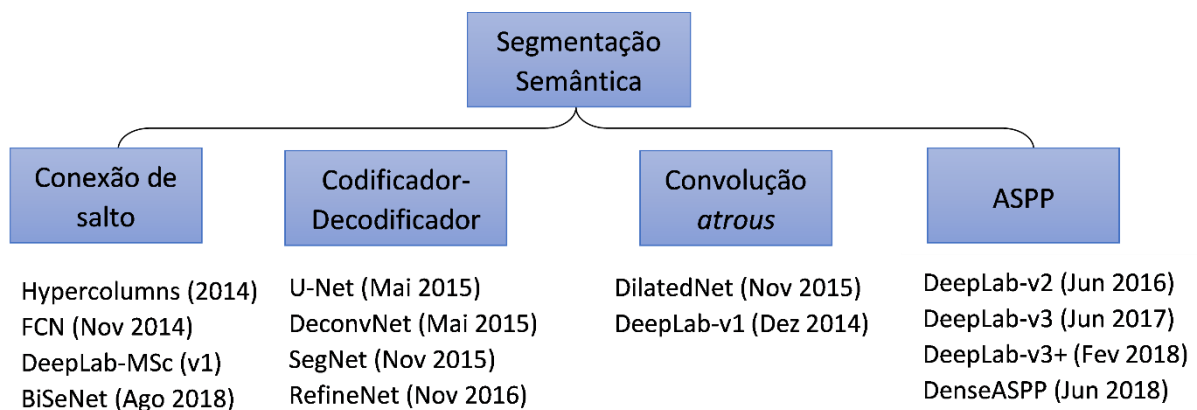 Segmentação
Semântica
Conexão de
salto
Codificador-
Decodificador
Convolução
atrous
ASPP
Hypercolumns (2014)
FCN (Nov 2014)
DeepLab-MSc (v1)
BiSeNet (Ago 2018)
U-Net (Mai 2015)
DeconvNet (Mai 2015)
SegNet (Nov 2015)
RefineNet (Nov 2016)
DilatedNet (Nov 2015)
DeepLab-v1 (Dez 2014)
DeepLab-v2 (Jun 2016)
DeepLab-v3 (Jun 2017)
DeepLab-v3+ (Fev 2018)
DenseASPP (Jun 2018)